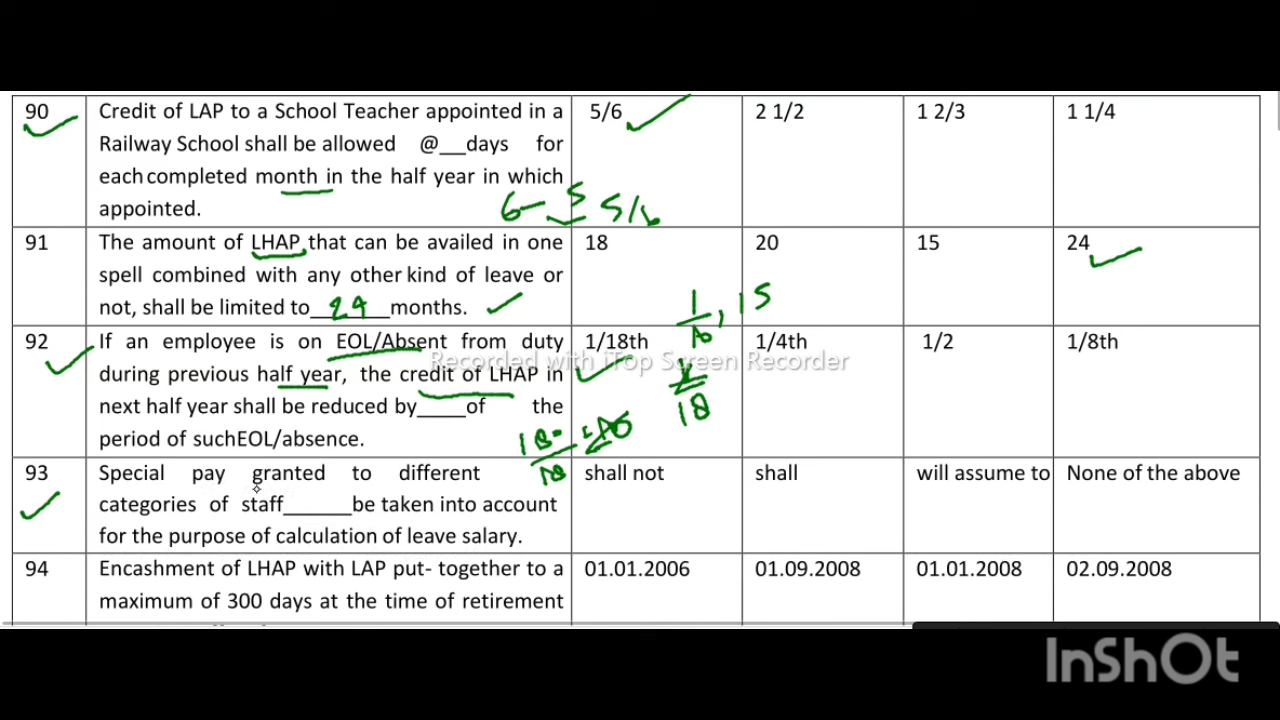 90 Credit of LAP to a School Teacher appointed in a 5/6 2 1/2 1 2/3 1 1/4
Railway School shall be allowed @__days for
each completed month in the half year in which
appointed. 6 – 5 5/6
91 The amount of LHAP that can be availed in one 18 20 15 24
spell combined with any other kind of leave or
not, shall be limited to__24__months.
1/10, 15
92 If an employee is on EOL/Absent from duty 1/18th 1/4th 1/2 1/8th
Recorded with iTop Screen Recorder
during previous half year, the credit of LHAP in
next half year shall be reduced by____of the
1/18
period of suchEOL/absence.
93 Special pay granted to different shall not shall will assume to None of the above
categories of staff______be taken into account
for the purpose of calculation of leave salary.
94 Encashment of LHAP with LAP put- together to a 01.01.2006 01.09.2008 01.01.2008 02.09.2008
maximum of 300 days at the time of retirement
InShOt